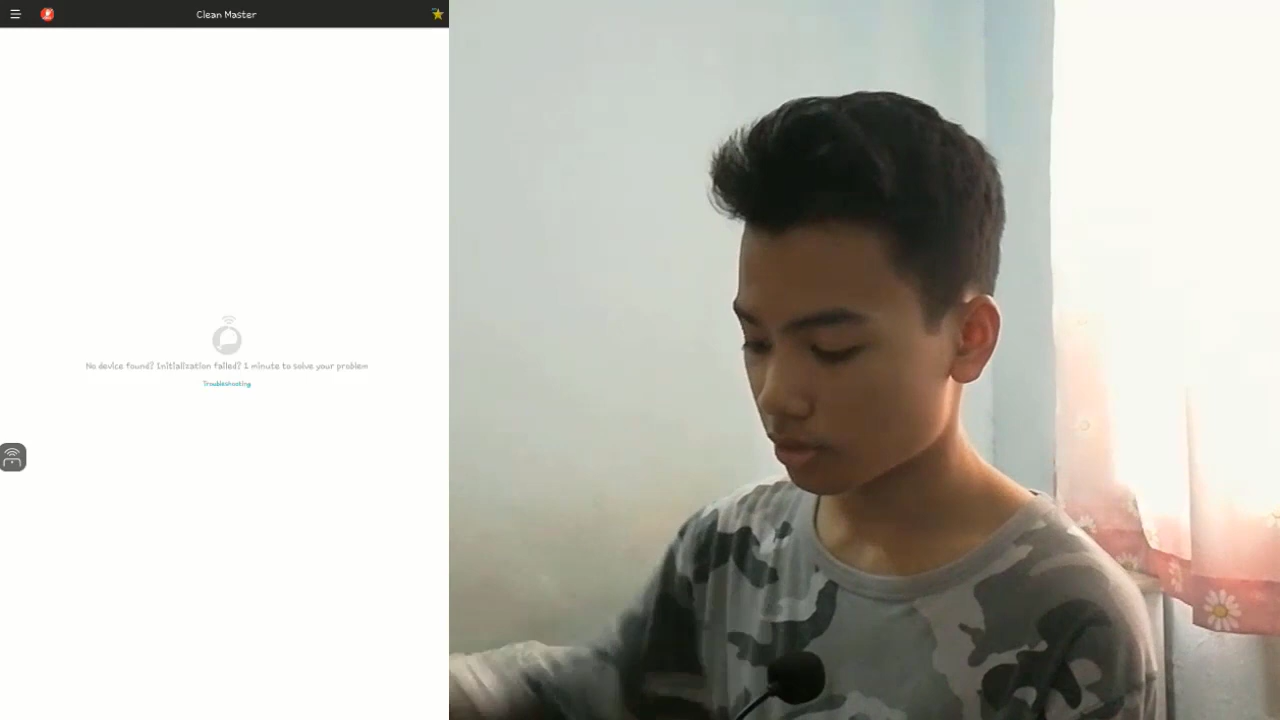 Clean Master
No device found? Initialization failed? 1 minute to solve your problem
Troubleshooting